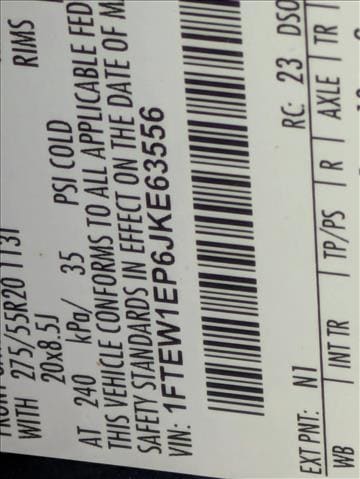 WITH 275/55R20 113T
20x8.5J RIMS
AT 240 kPa/ 35 PSI COLD
THIS VEHICLE CONFORMS TO ALL APPLICABLE FED
SAFETY STANDARDS IN EFFECT ON THE DATE OF M
VIN: 1FTEW1EP6JKE63556
EXT PNT: N1 RC: 23 DSO
WB INT TR TP/PS R AXLE TR